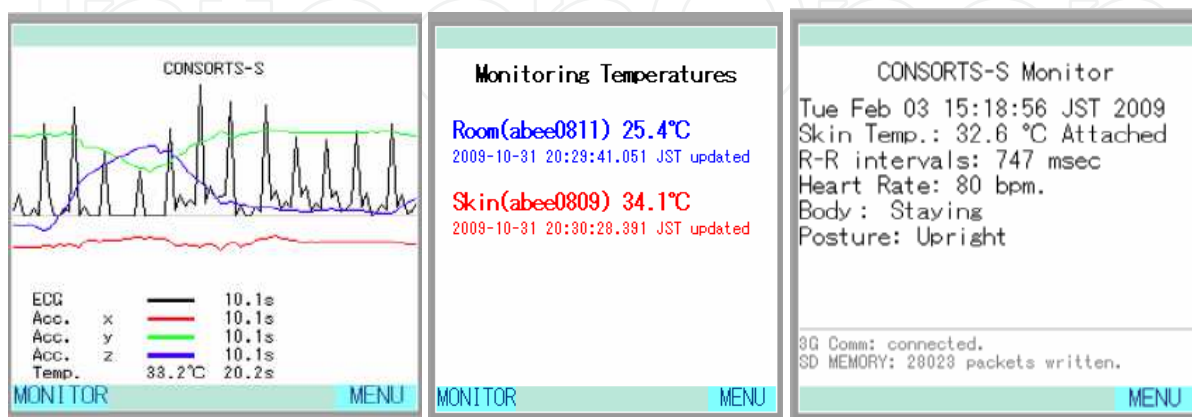 CONSORTS-S
ECG 10.1s
Acc. x 10.1s
Acc. y 10.1s
Acc. z 10.1s
Temp. 33.2℃ 20.2s
MONITOR MENU
Monitoring Temperatures
Room(abee0811) 25.4℃
2009-10-31 20:29:41.051 JST updated
Skin(abee0809) 34.1℃
2009-10-31 20:30:28.391 JST updated
MONITOR MENU
CONSORTS-S Monitor
Tue Feb 03 15:18:56 JST 2009
Skin Temp.: 32.6 ℃ Attached
R-R intervals: 747 msec
Heart Rate: 80 bpm.
Body: Staying
Posture: Upright
3G Comm: connected.
SD MEMORY: 28023 packets written.
MENU